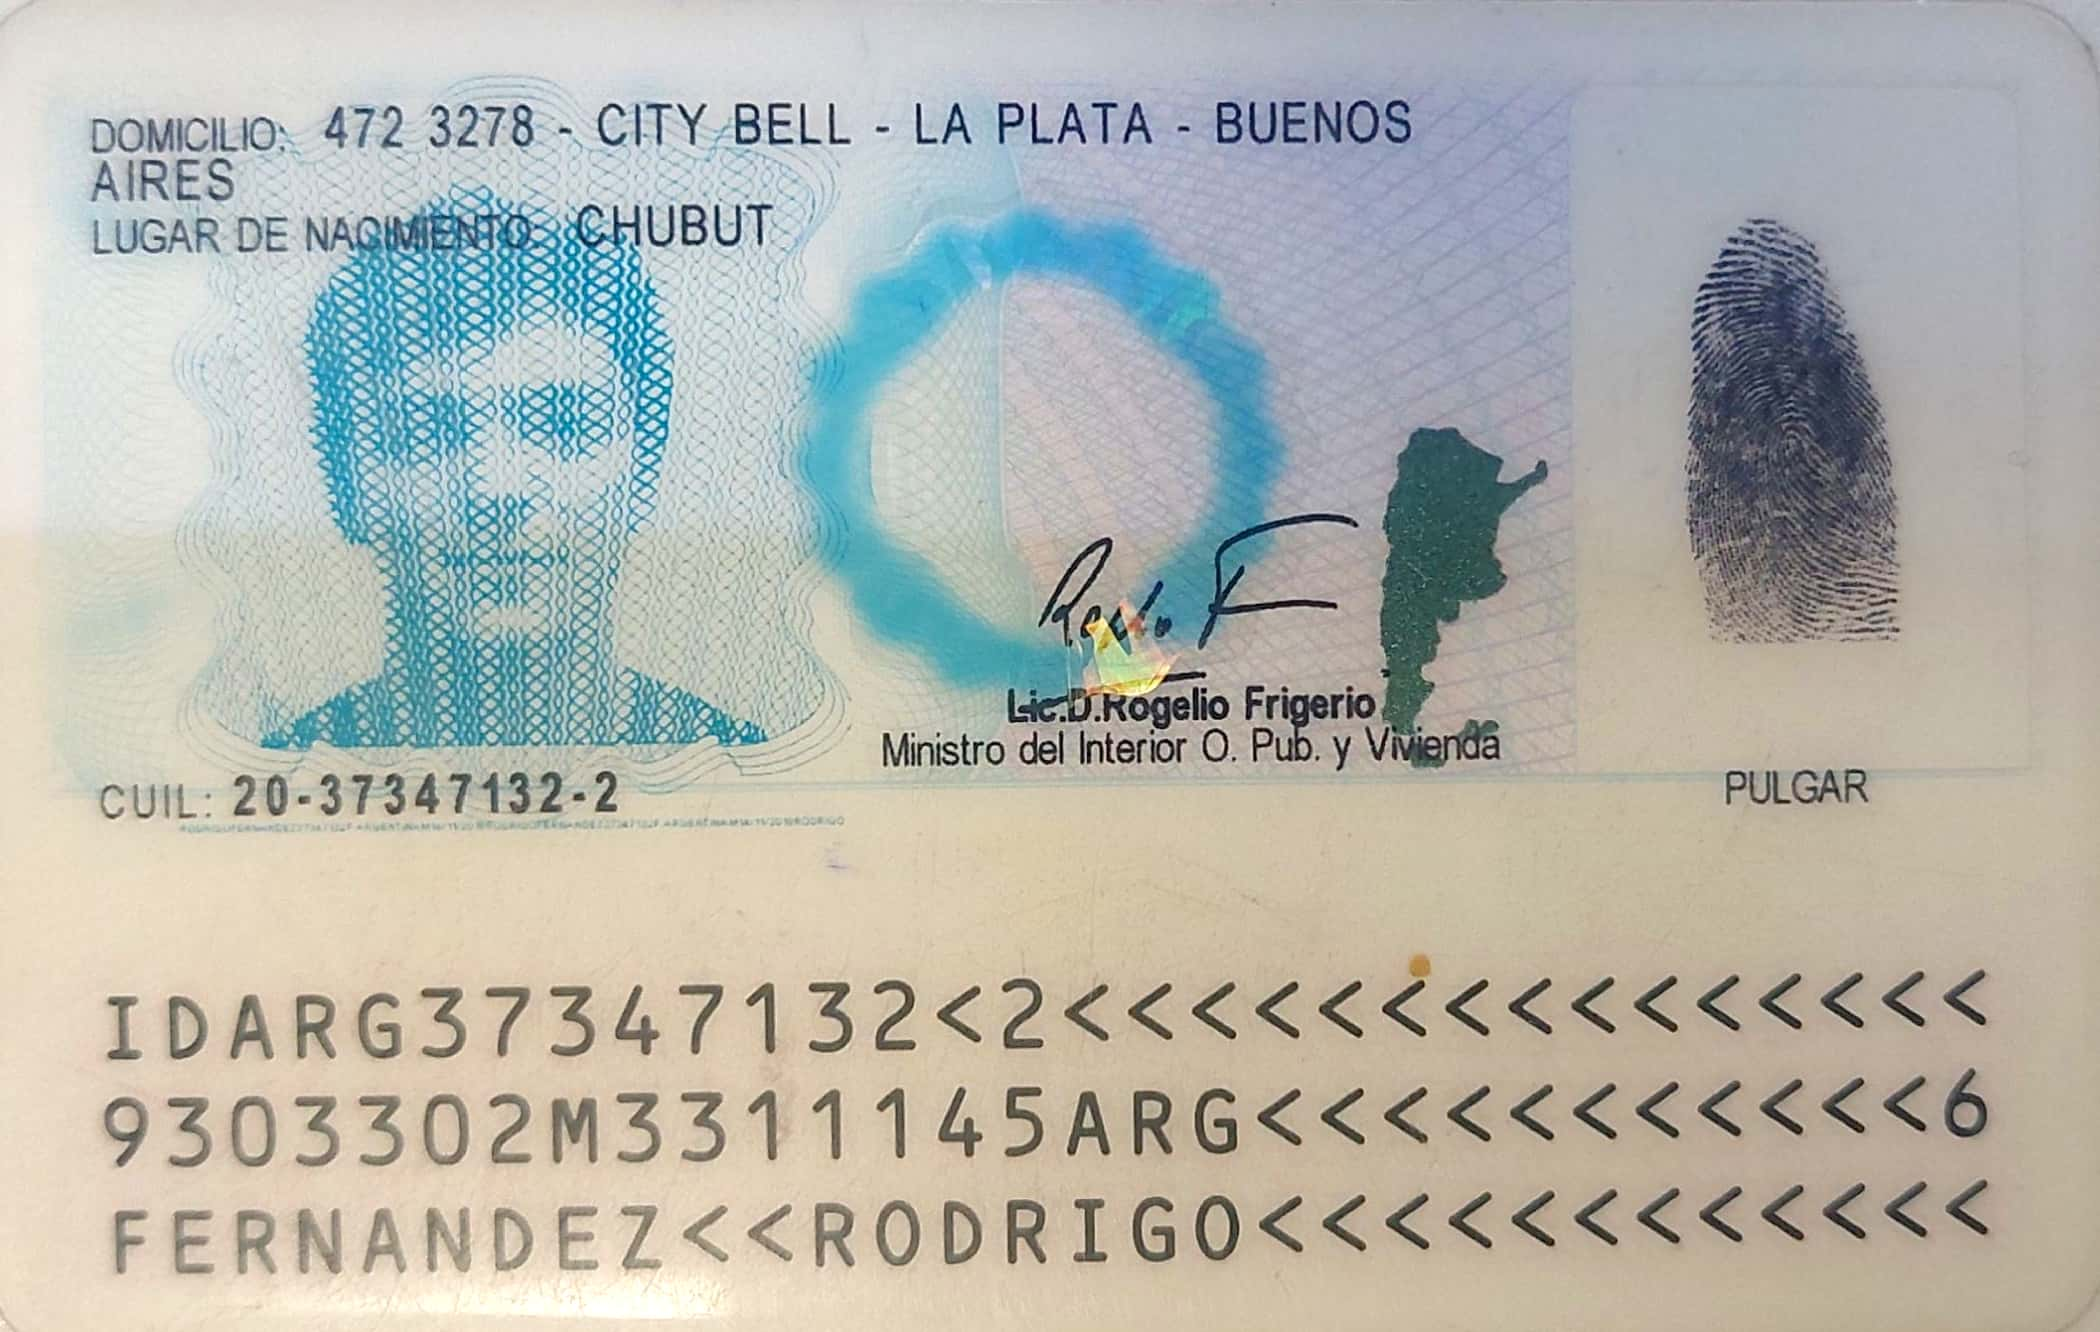 DOMICILIO: 472 3278 - CITY BELL - LA PLATA - BUENOS
AIRES
LUGAR DE NACIMIENTO: CHUBUT
Lic.D.Rogelio Frigerio
Ministro del Interior O. Pub. y Vivienda
CUIL: 20-37347132-2
PULGAR
IDARG37347132<2<<<<<<<<<<<<<<<
9303302M3311145ARG<<<<<<<<<<<6
FERNANDEZ<<RODRIGO<<<<<<<<<<<<